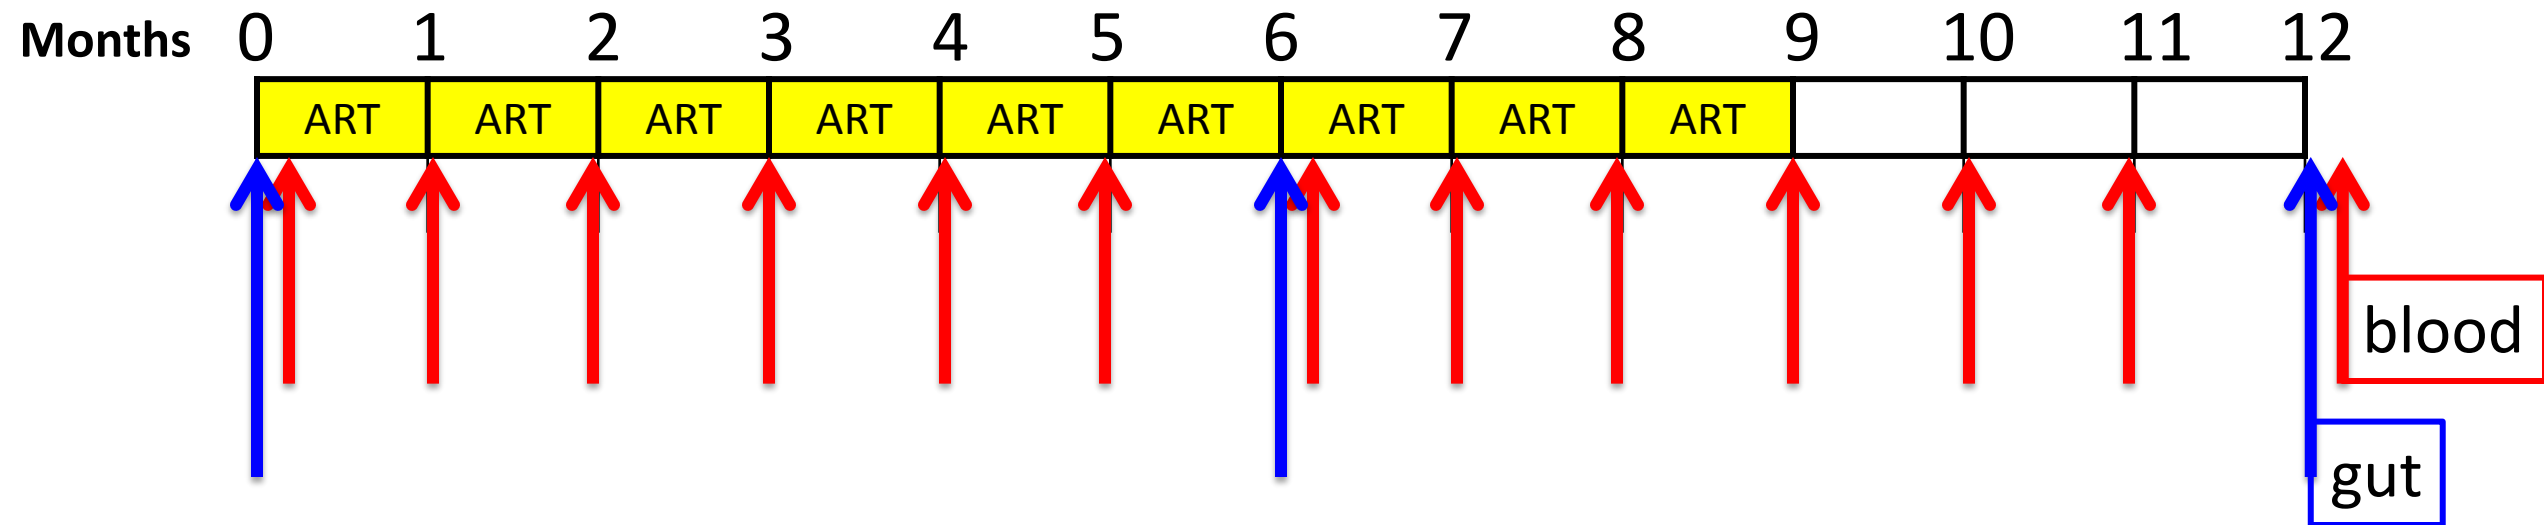 Months 0 1 2 3 4 5 6 7 8 9 10 11 12
ART ART ART ART ART ART ART ART ART
blood
gut